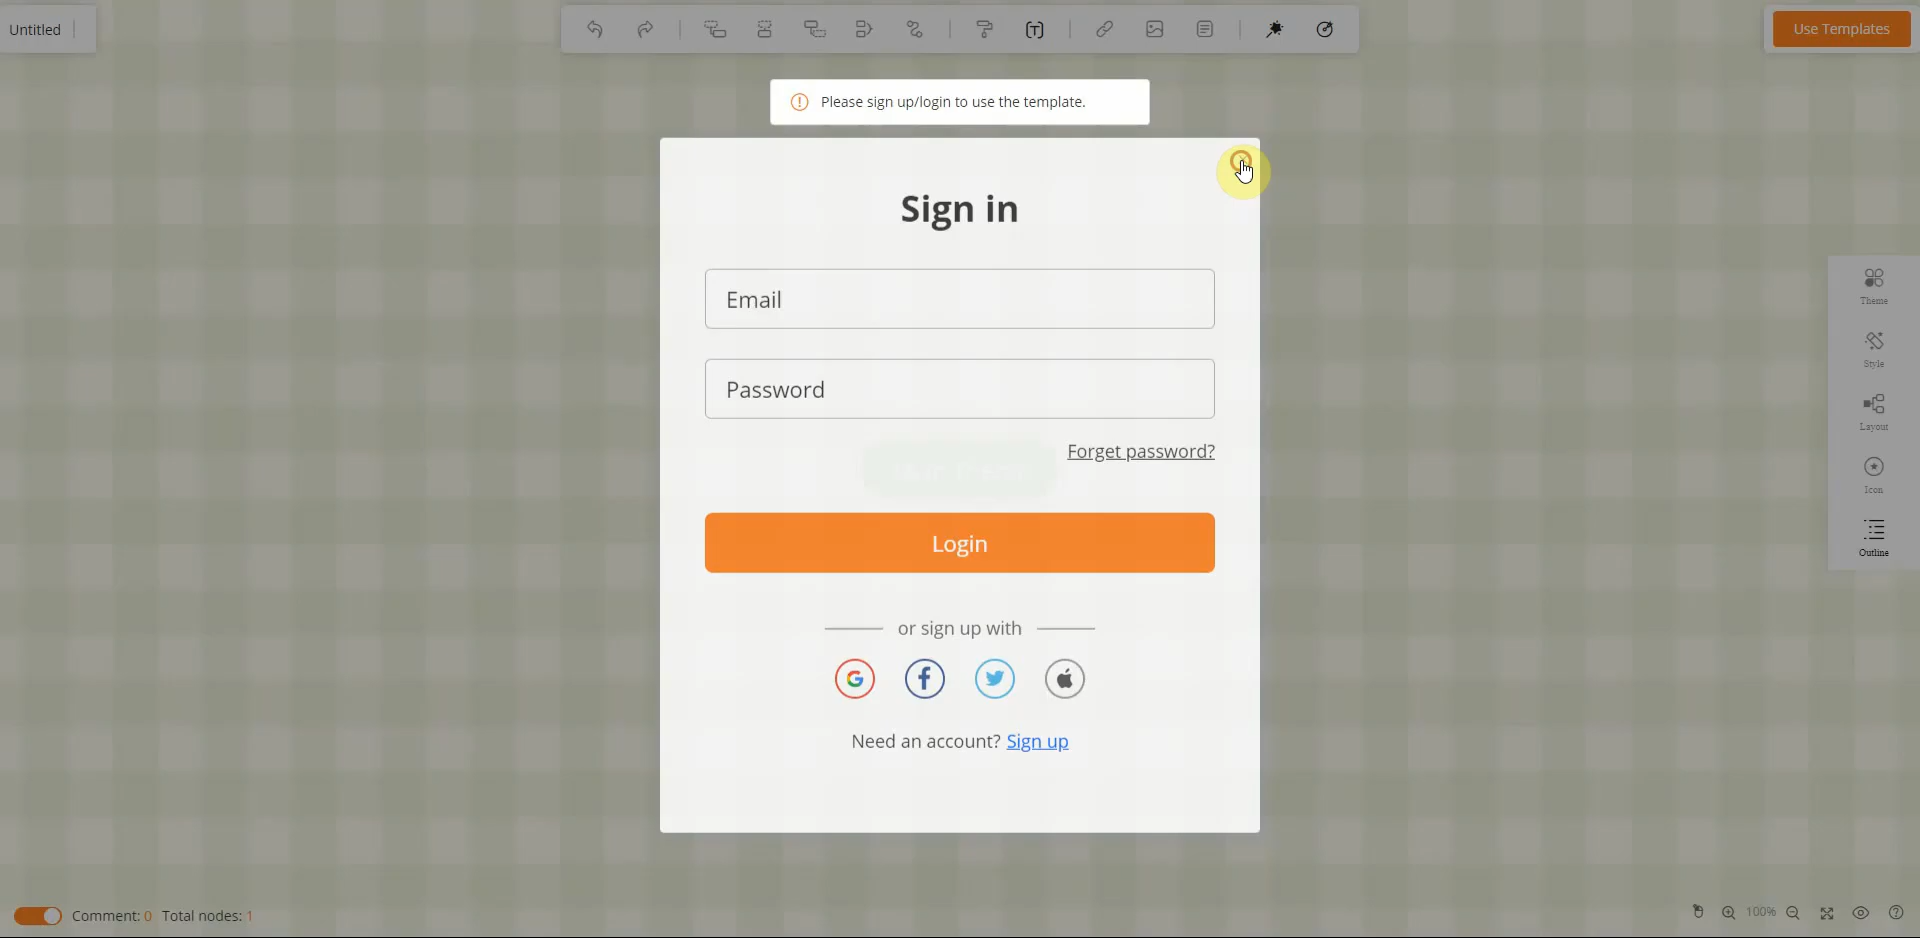 Untitled
Use Templates
Please sign up/login to use the template.
Sign in
Email
Password
Forget password?
Login
or sign up with
Need an account? Sign up
Theme
Style
Layout
Icon
Outline
Comment: 0 Total nodes: 1
100%